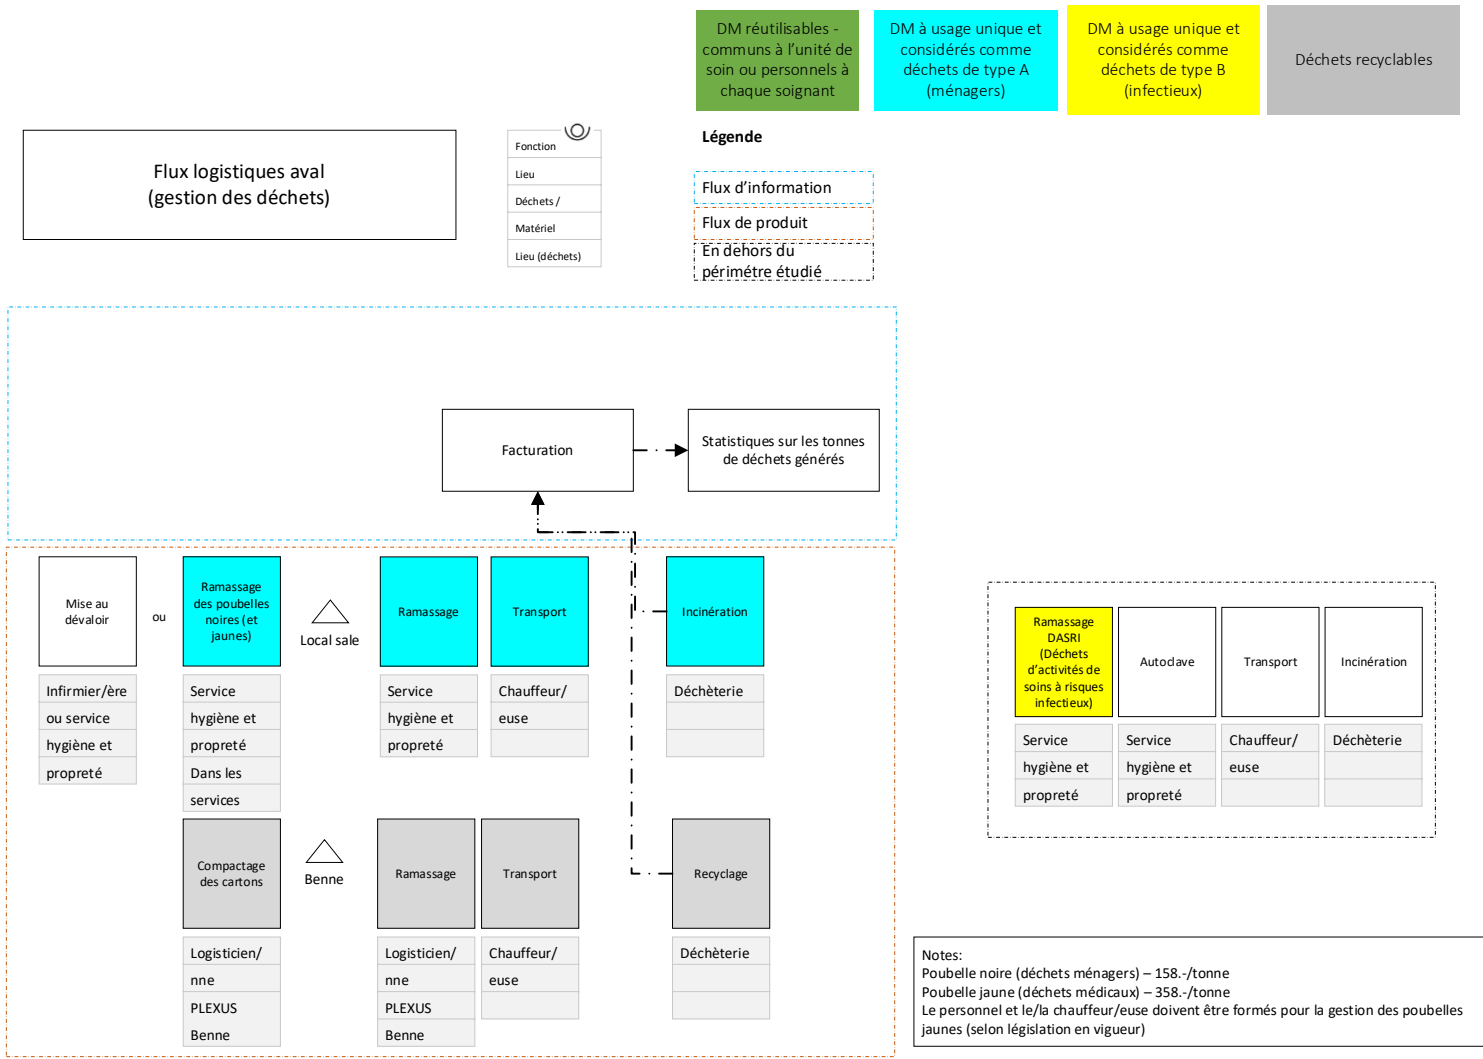 DM réutilisables -
communs à l'unité de
soin ou personnels à
chaque soignant
DM à usage unique et
considérés comme
déchets de type A
(ménagers)
DM à usage unique et
considérés comme
déchets de type B
(infectieux)
Déchets recyclables
Flux logistiques aval
(gestion des déchets)
Fonction
Lieu
Déchets /
Matériel
Lieu (déchets)
Légende
Flux d'information
Flux de produit
En dehors du
périmétre étudié
Facturation
Statistiques sur les tonnes
de déchets générés
Mise au
dévaloir
ou
Ramassage
des poubelles
noires (et
jaunes)
Local sale
Ramassage
Transport
Incinération
Infirmier/ère
ou service
hygiène et
propreté
Service
hygiène et
propreté
Dans les
services
Service
hygiène et
propreté
Chauffeur/
euse
Déchèterie
Compactage
des cartons
Benne
Ramassage
Transport
Recyclage
Logisticien/
nne
PLEXUS
Benne
Logisticien/
nne
PLEXUS
Benne
Chauffeur/
euse
Déchèterie
Ramassage
DASRI
(Déchets
d'activités de
soins à risques
infectieux)
Autoclave
Transport
Incinération
Service
hygiène et
propreté
Service
hygiène et
propreté
Chauffeur/
euse
Déchèterie
Notes:
Poubelle noire (déchets ménagers) – 158.-/tonne
Poubelle jaune (déchets médicaux) – 358.-/tonne
Le personnel et le/la chauffeur/euse doivent être formés pour la gestion des poubelles
jaunes (selon législation en vigueur)